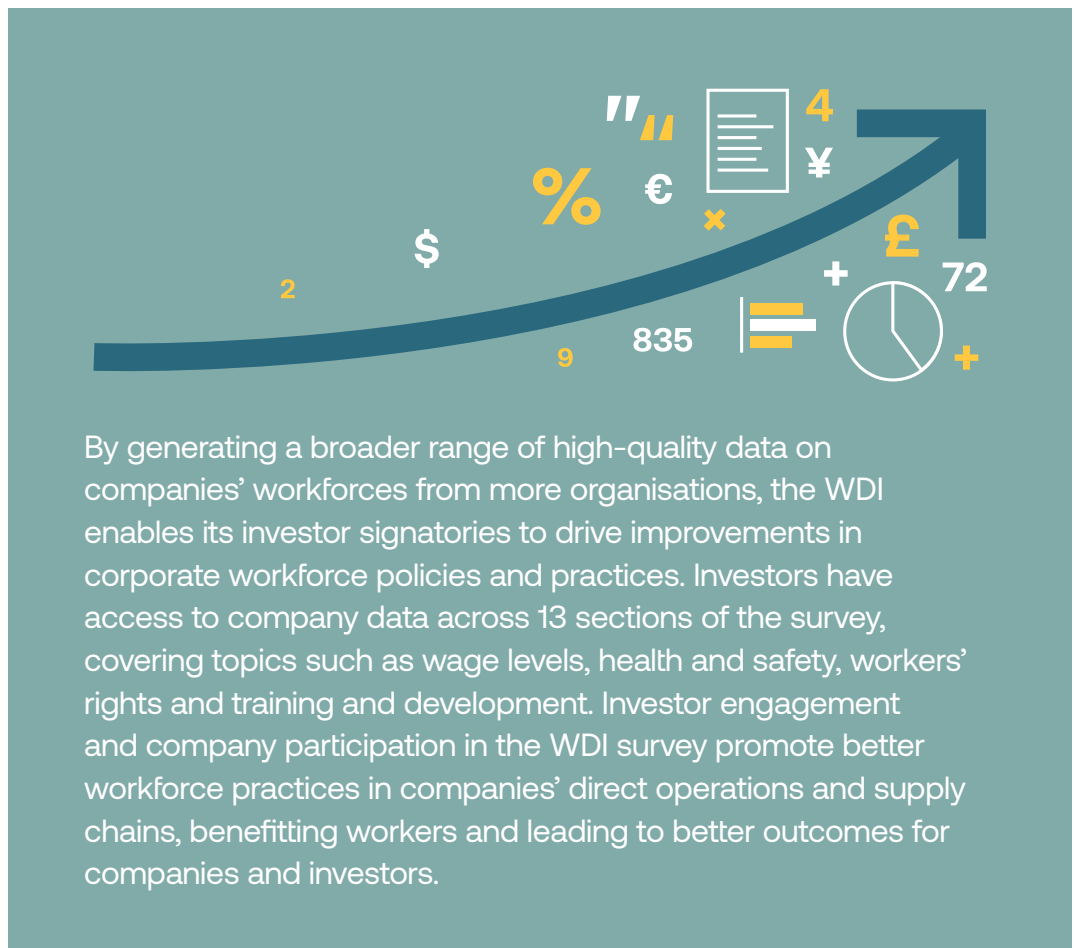 " “ 4
% € ¥
$ × £
2 + 72
9 835 +
By generating a broader range of high-quality data on
companies’ workforces from more organisations, the WDI
enables its investor signatories to drive improvements in
corporate workforce policies and practices. Investors have
access to company data across 13 sections of the survey,
covering topics such as wage levels, health and safety, workers’
rights and training and development. Investor engagement
and company participation in the WDI survey promote better
workforce practices in companies’ direct operations and supply
chains, benefitting workers and leading to better outcomes for
companies and investors.